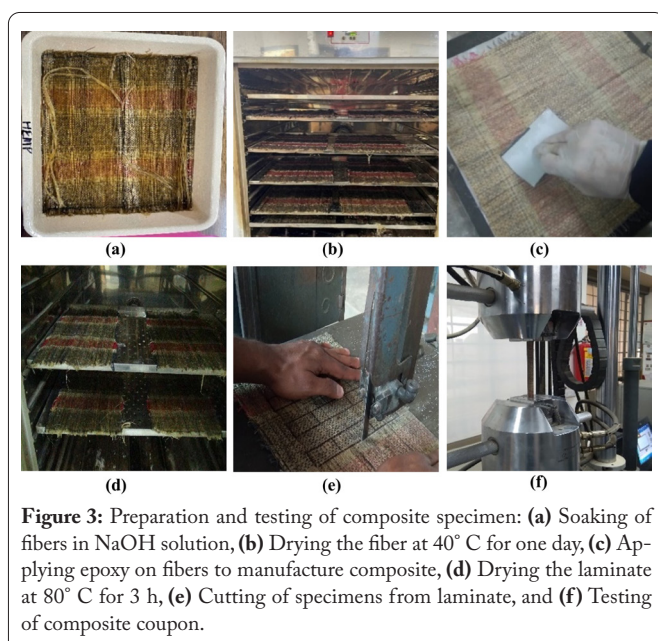 (a)
(b)
(c)
(d)
(e)
(f)
Figure 3: Preparation and testing of composite specimen: (a) Soaking of
fibers in NaOH solution, (b) Drying the fiber at 40° C for one day, (c) Ap-
plying epoxy on fibers to manufacture composite, (d) Drying the laminate
at 80° C for 3 h, (e) Cutting of specimens from laminate, and (f) Testing
of composite coupon.